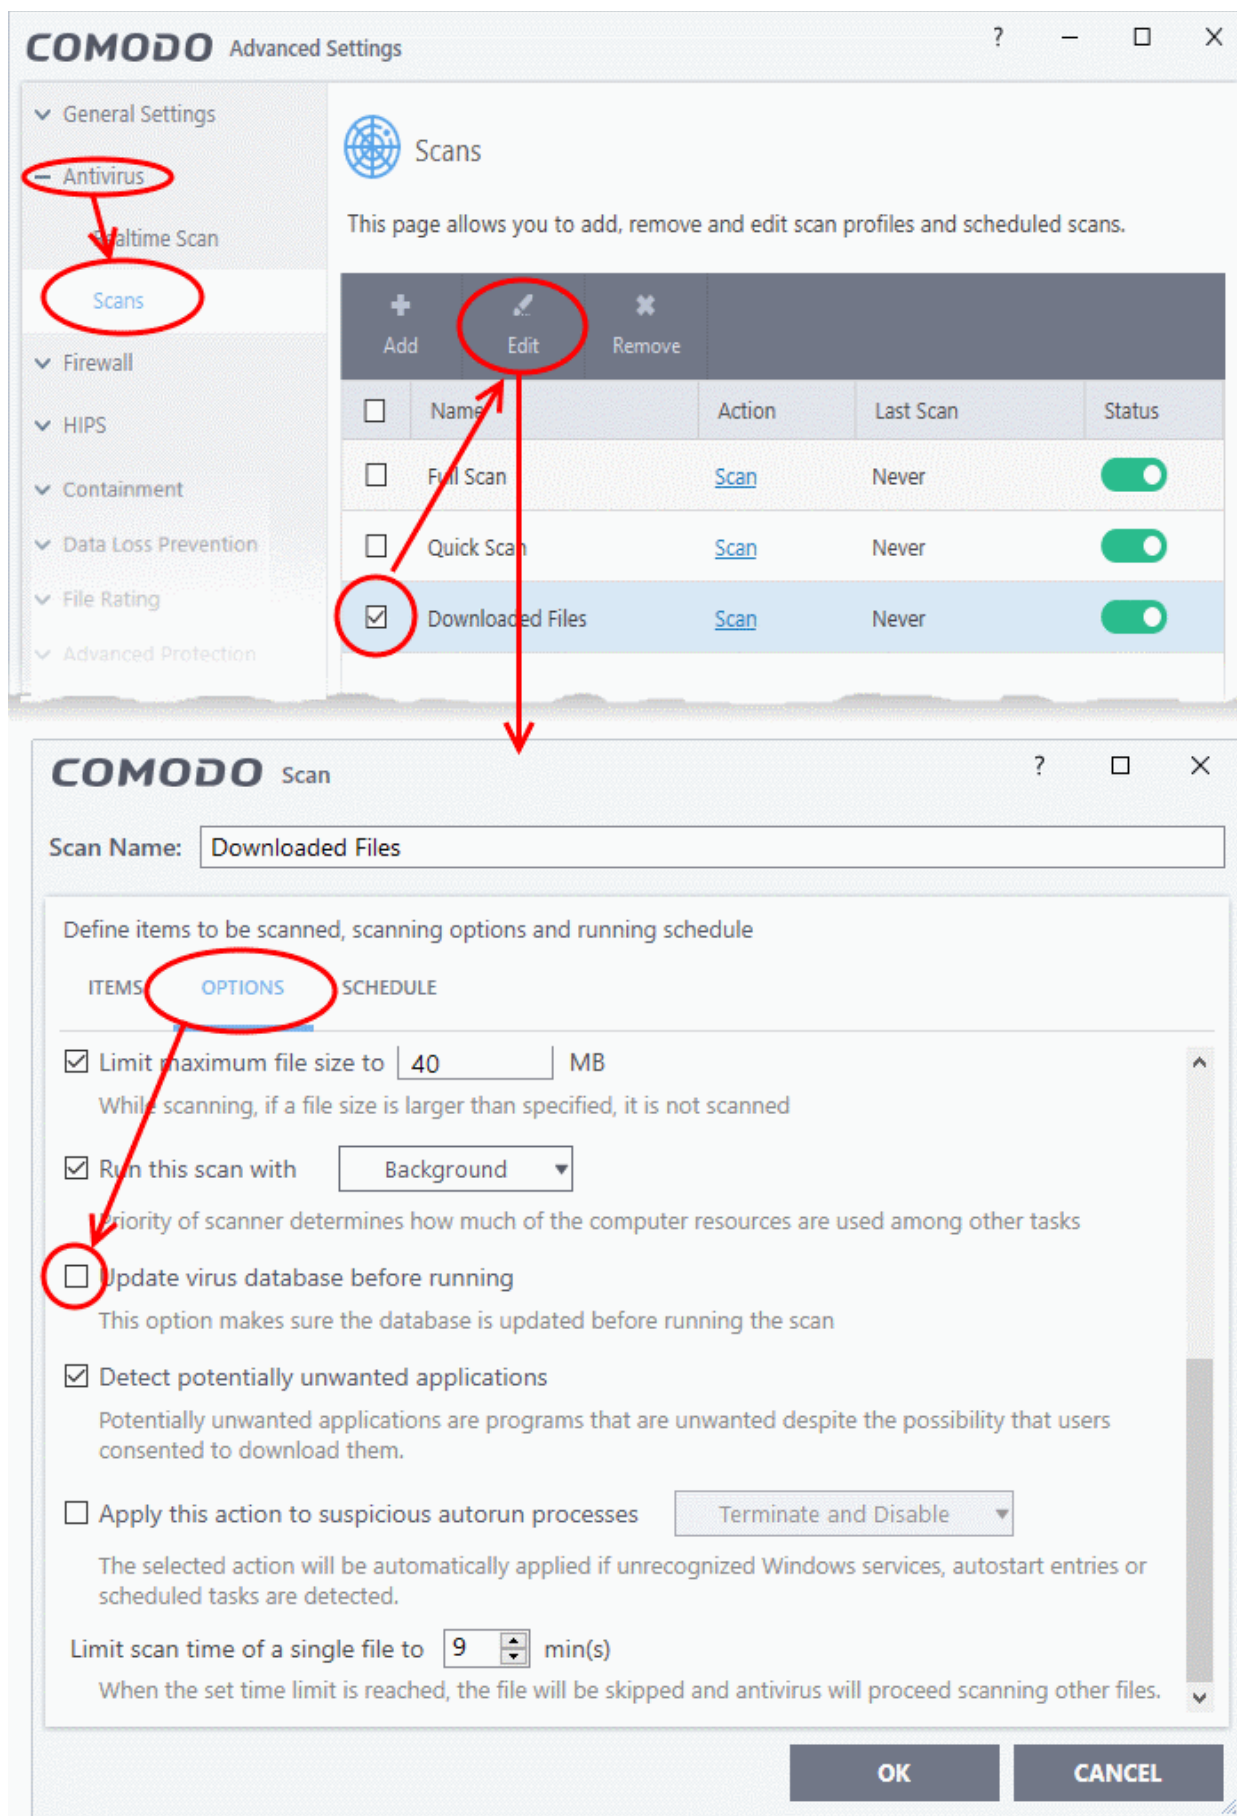 COMODO Advanced Settings ?
General Settings
Antivirus
Realtime Scan
Scans
Firewall
HIPS
Containment
Data Loss Prevention
File Rating
Advanced Protection
Scans
This page allows you to add, remove and edit scan profiles and scheduled scans.
Add Edit Remove
Name Action Last Scan Status
Full Scan Scan Never
Quick Scan Scan Never
Downloaded Files Scan Never
COMODO Scan ?
Scan Name: Downloaded Files
Define items to be scanned, scanning options and running schedule
ITEMS OPTIONS SCHEDULE
Limit maximum file size to 40 MB
While scanning, if a file size is larger than specified, it is not scanned
Run this scan with Background
Priority of scanner determines how much of the computer resources are used among other tasks
Update virus database before running
This option makes sure the database is updated before running the scan
Detect potentially unwanted applications
Potentially unwanted applications are programs that are unwanted despite the possibility that users
consented to download them.
Apply this action to suspicious autorun processes Terminate and Disable
The selected action will be automatically applied if unrecognized Windows services, autostart entries or
scheduled tasks are detected.
Limit scan time of a single file to 9 min(s)
When the set time limit is reached, the file will be skipped and antivirus will proceed scanning other files.
OK CANCEL